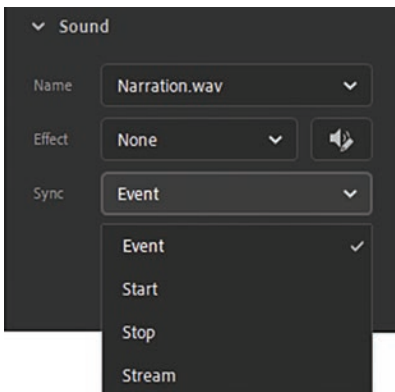 Sound
Name Narration.wav
Effect None
Sync Event
Event
Start
Stop
Stream